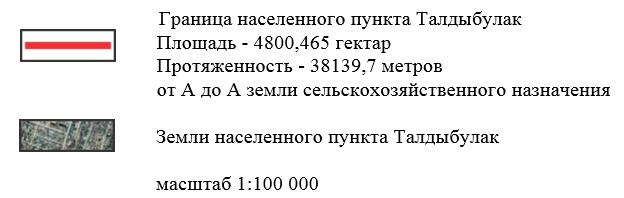 Граница населенного пункта Талдыбулак
Площадь - 4800,465 гектар
Протяженность - 38139,7 метров
от А до А земли сельскохозяйственного назначения
Земли населенного пункта Талдыбулак
масштаб 1:100 000